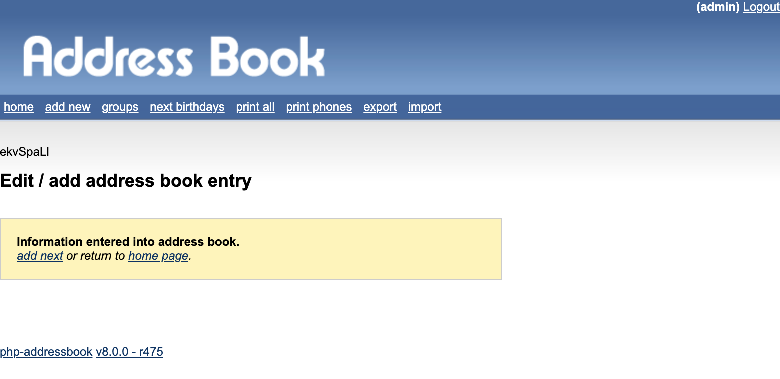 (admin) Logout
Address Book
home add new groups next birthdays print all print phones export import
ekvSpaLl
Edit / add address book entry
Information entered into address book.
add next or return to home page.
php-addressbook v8.0.0 - r475